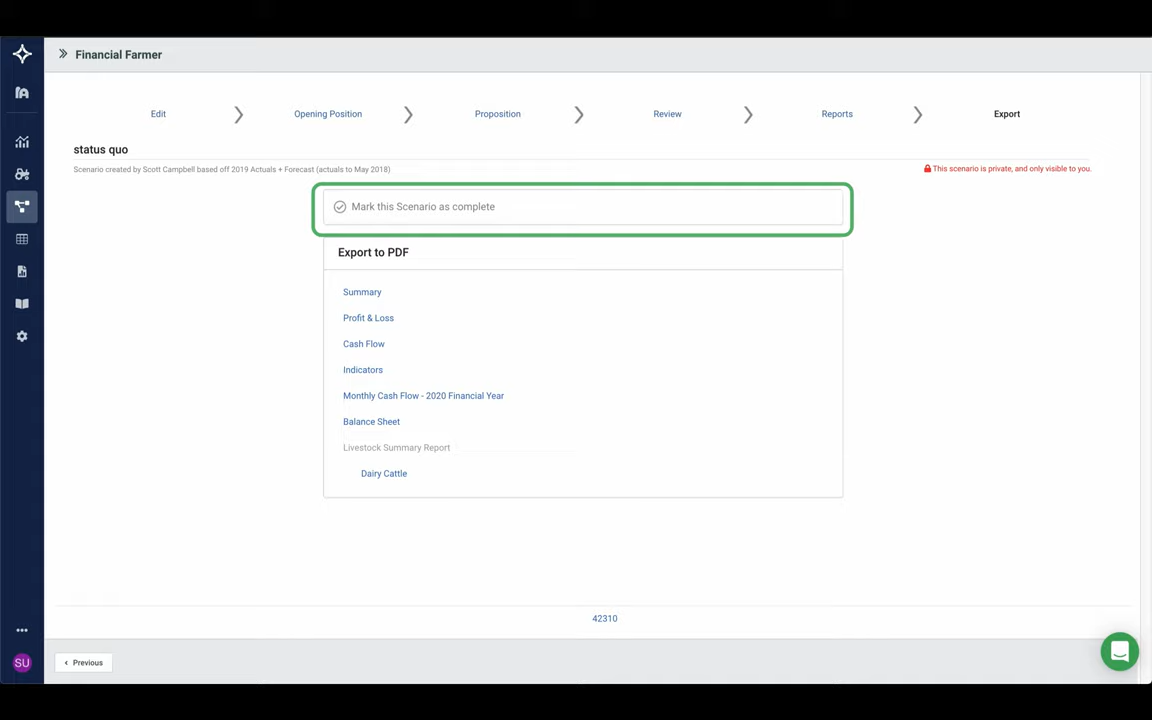 Financial Farmer
Edit
Opening Position
Proposition
Review
Reports
Export
status quo
Scenario created by Scott Campbell based off 2019 Actuals + Forecast (actuals to May 2018)
This scenario is private, and only visible to you.
Mark this Scenario as complete
Export to PDF
Summary
Profit & Loss
Cash Flow
Indicators
Monthly Cash Flow - 2020 Financial Year
Balance Sheet
Livestock Summary Report
Dairy Cattle
42310
SU
Previous